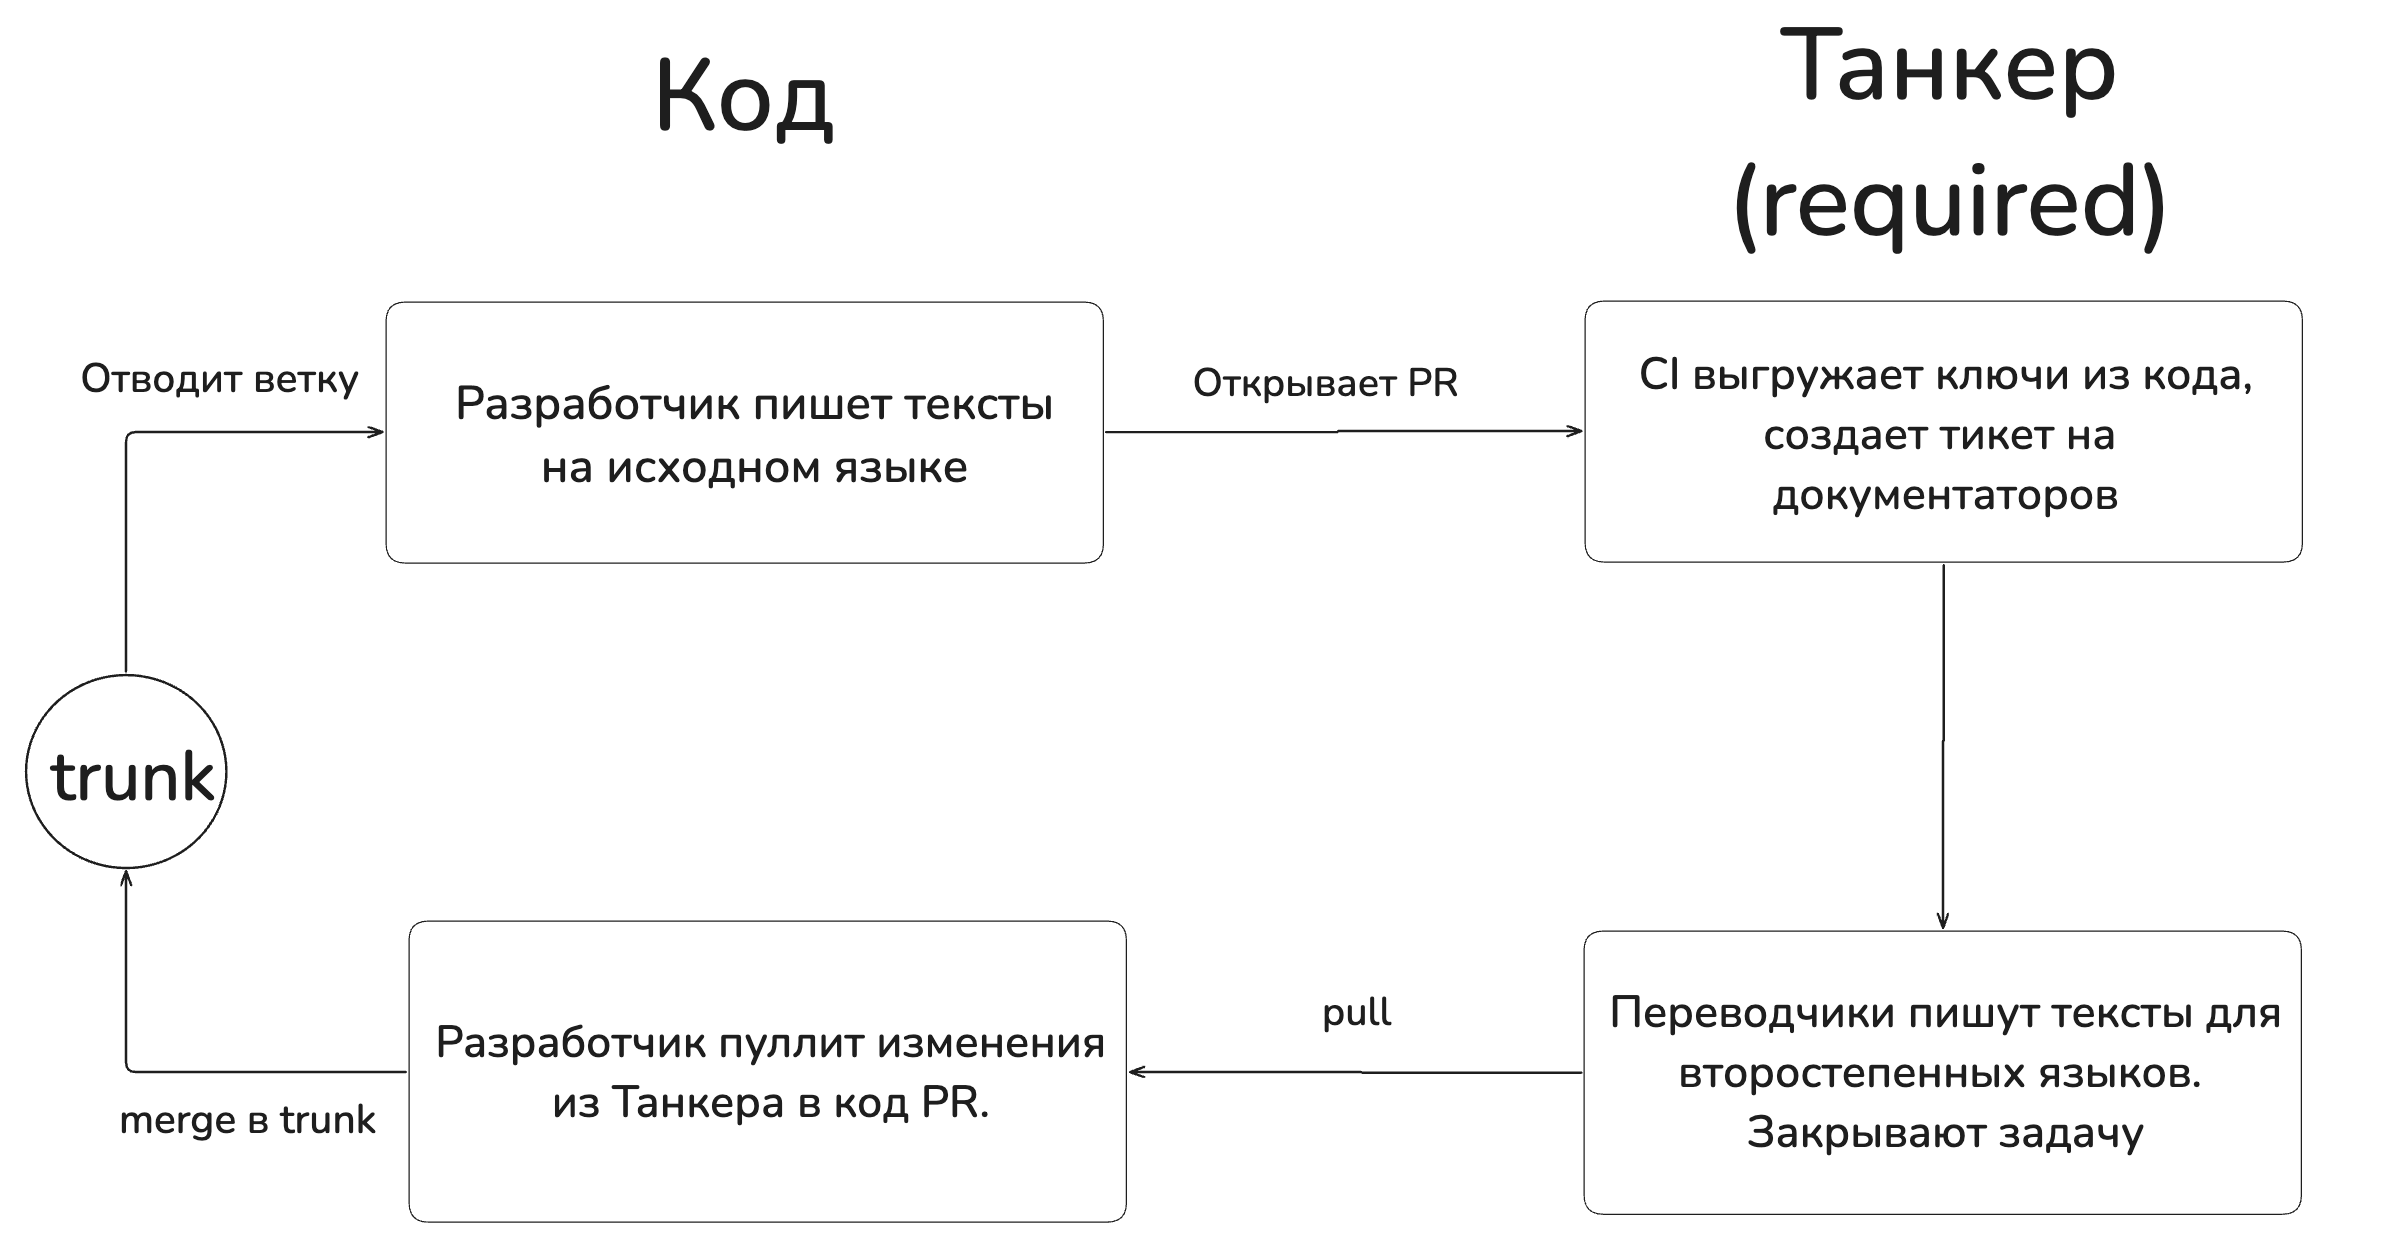 Код
Танкер
(required)
Отводит ветку
Разработчик пишет тексты
на исходном языке
Открывает PR
CI выгружает ключи из кода,
создает тикет на
документаторов
trunk
Переводчики пишут тексты для
второстепенных языков.
Закрывают задачу
pull
Разработчик пуллит изменения
из Танкера в код PR.
merge в trunk